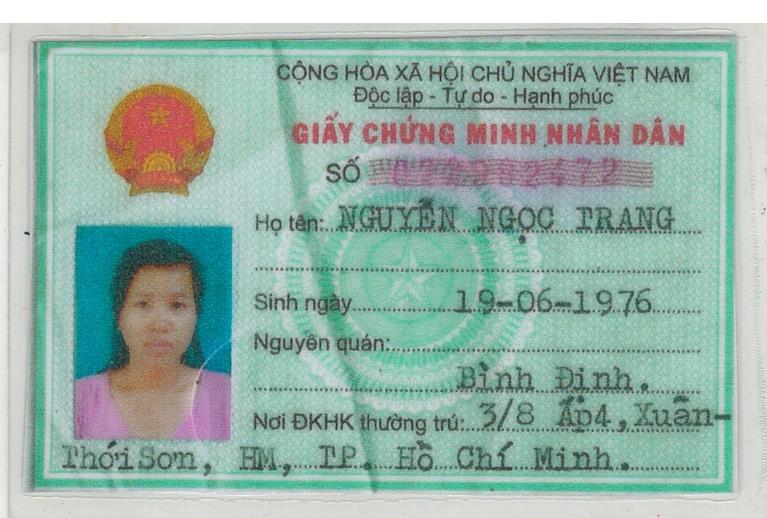 CỘNG HÒA XÃ HỘI CHỦ NGHĨA VIỆT NAM
Độc lập - Tự do - Hạnh phúc
GIẤY CHỨNG MINH NHÂN DÂN
SỐ
Họ tên: NGUYỄN NGỌC TRANG
Sinh ngày 19-06-1976
Nguyên quán:
Bình Định.
Nơi ĐKHK thường trú: 3/8 Ấp4, Xuân-
Thới Sơn, HM, TP. Hồ Chí Minh.